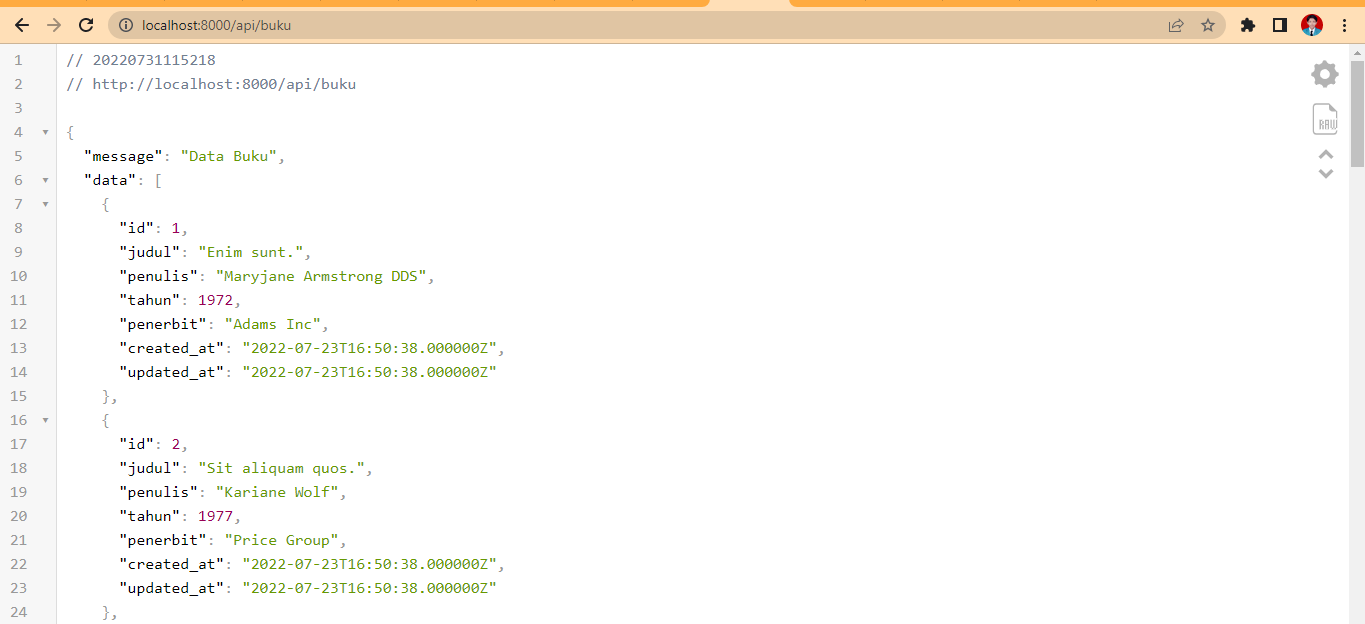 localhost:8000/api/buku
1 // 20220731115218
2 // http://localhost:8000/api/buku
3
4 {
5 "message": "Data Buku",
6 "data": [
7 {
8 "id": 1,
9 "judul": "Enim sunt.",
10 "penulis": "Maryjane Armstrong DDS",
11 "tahun": 1972,
12 "penerbit": "Adams Inc",
13 "created_at": "2022-07-23T16:50:38.000000Z",
14 "updated_at": "2022-07-23T16:50:38.000000Z"
15 },
16 {
17 "id": 2,
18 "judul": "Sit aliquam quos.",
19 "penulis": "Kariane Wolf",
20 "tahun": 1977,
21 "penerbit": "Price Group",
22 "created_at": "2022-07-23T16:50:38.000000Z",
23 "updated_at": "2022-07-23T16:50:38.000000Z"
24 },
RAW